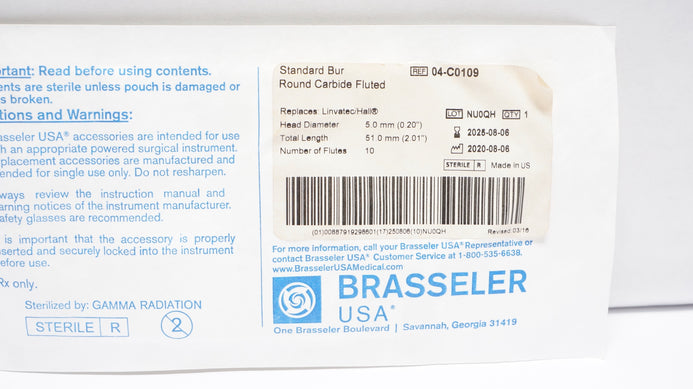 ortant: Read before using contents.
ents are sterile unless pouch is damaged or
is broken.
tions and Warnings:
asseler USA® accessories are intended for use
th an appropriate powered surgical instrument.
placement accessories are manufactured and
ended for single use only. Do not resharpen.
ways review the instruction manual and
arning notices of the instrument manufacturer.
afety glasses are recommended.
is important that the accessory is properly
serted and securely locked into the instrument
efore use.
Rx only.
Sterilized by: GAMMA RADIATION
STERILE R
2
Standard Bur
Round Carbide Fluted
REF 04-C0109
Replaces: Linvatec/Hall®
Head Diameter 5.0 mm (0.20")
Total Length 51.0 mm (2.01")
Number of Flutes 10
LOT NU0QH QTY 1
2025-08-06
2020-08-06
STERILE R Made in US
(01)00887919298601(17)250806(10)NU0QH
Revised 03/16
For more information, call your Brasseler USA® Representative or
contact Brasseler USA® Customer Service at 1-800-535-6638.
www.BrasselerUSAMedical.com
BRASSELER
USA®
One Brasseler Boulevard | Savannah, Georgia 31419